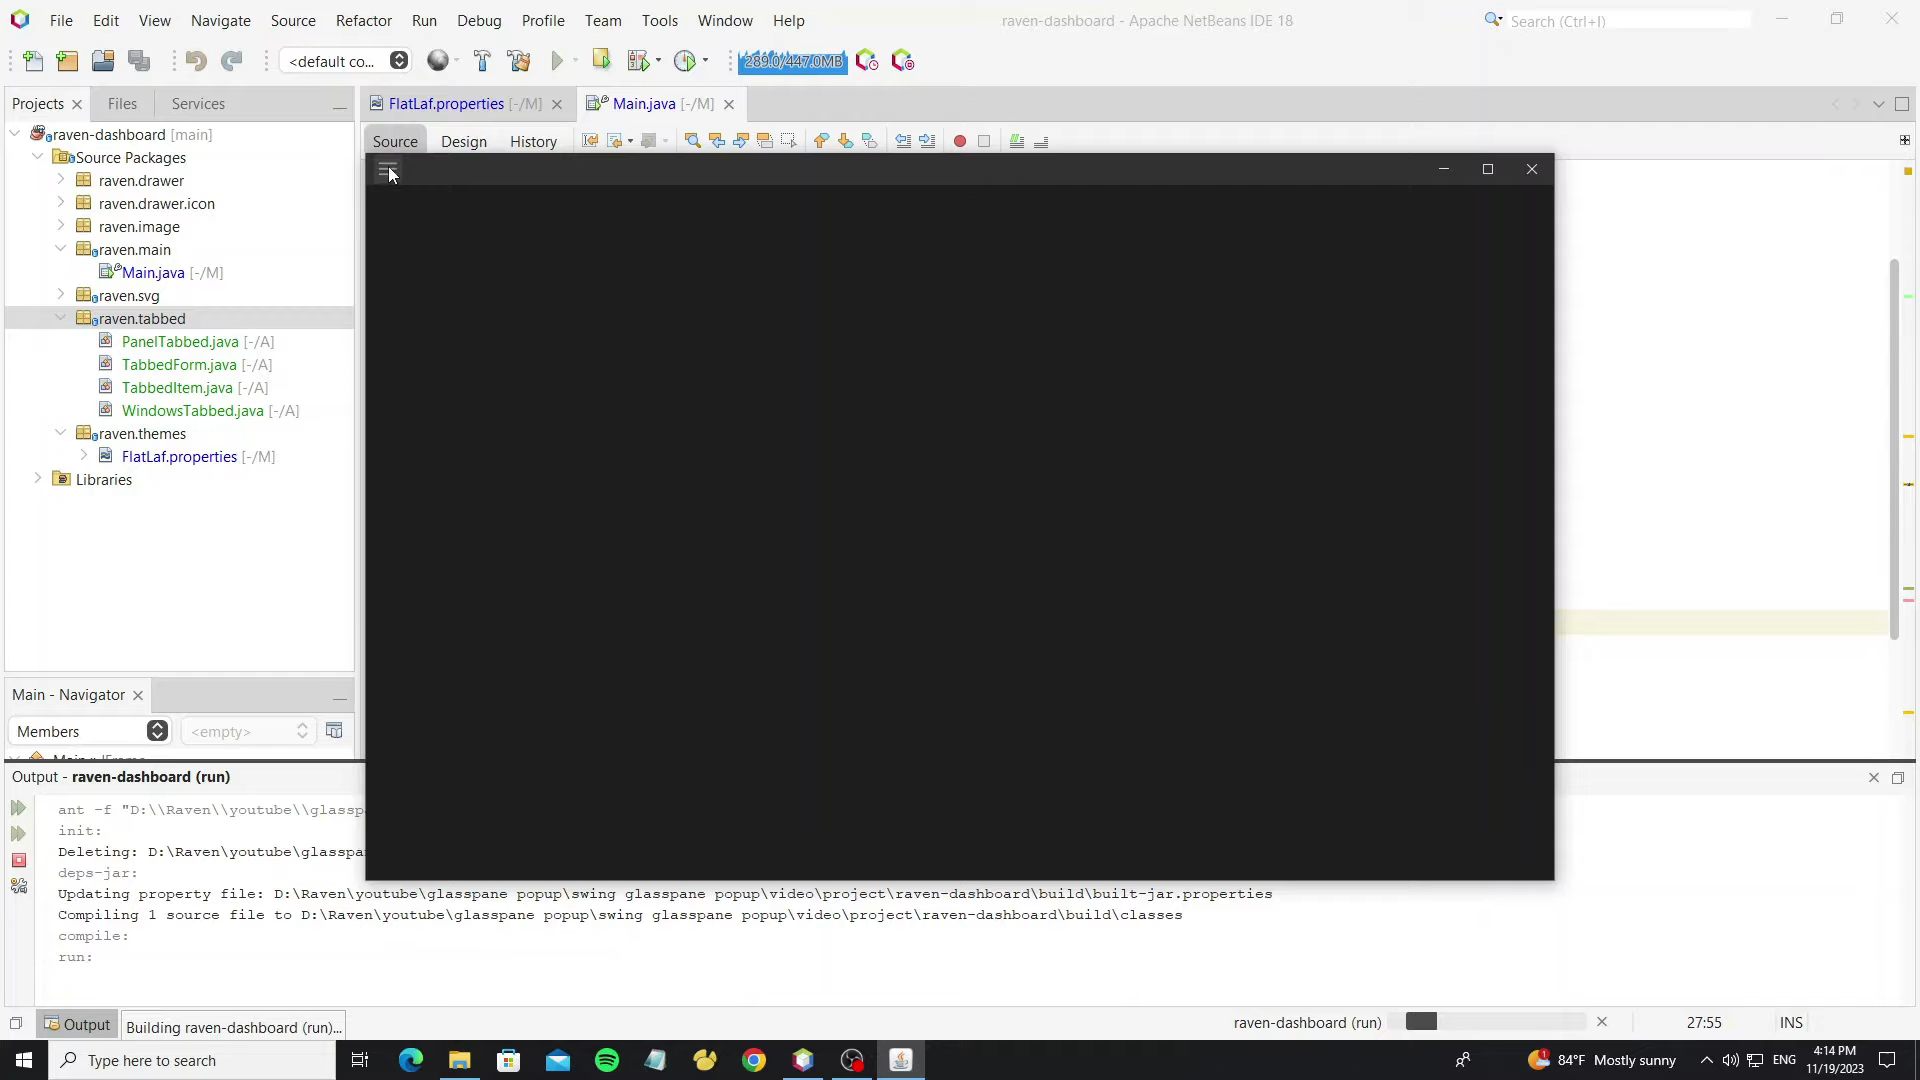 File Edit View Navigate Source Refactor Run Debug Profile Team Tools Window Help
raven-dashboard - Apache NetBeans IDE 18
Search (Ctrl+I)
<default co...
289.0/447.0MB
Projects Files Services
FlatLaf.properties [-/M]
Main.java [-/M]
Source Design History
raven-dashboard [main]
Source Packages
raven.drawer
raven.drawer.icon
raven.image
raven.main
Main.java [-/M]
raven.svg
raven.tabbed
PanelTabbed.java [-/A]
TabbedForm.java [-/A]
TabbedItem.java [-/A]
WindowsTabbed.java [-/A]
raven.themes
FlatLaf.properties [-/M]
Libraries
Main - Navigator
Members
<empty>
Output - raven-dashboard (run)
ant -f "D:\\Raven\\youtube\\glassp
init:
Deleting: D:\Raven\youtube\glasspa
deps-jar:
Updating property file: D:\Raven\youtube\glasspane popup\swing glasspane popup\video\project\raven-dashboard\build\built-jar.properties
Compiling 1 source file to D:\Raven\youtube\glasspane popup\swing glasspane popup\video\project\raven-dashboard\build\classes
compile:
run:
Output
Building raven-dashboard (run)...
raven-dashboard (run)
27:55
INS
Type here to search
84°F Mostly sunny
ENG
4:14 PM
11/19/2023